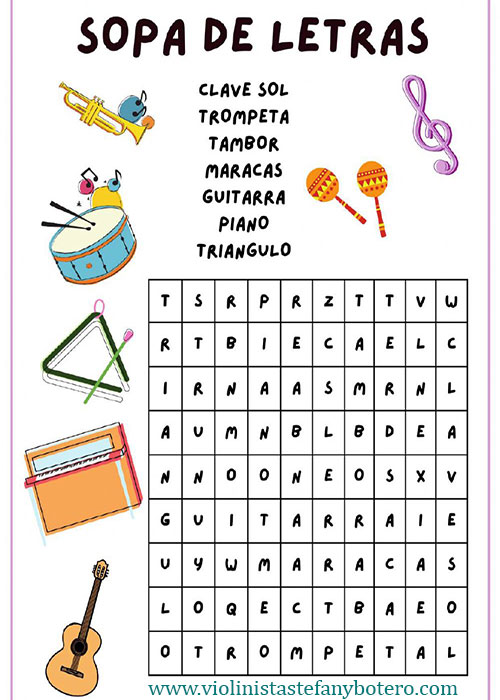 SOPA DE LETRAS
CLAVE SOL
TROMPETA
TAMBOR
MARACAS
GUITARRA
PIANO
TRIANGULO
T S R P R Z T T V W
R T B I E C A E L C
I R N A A S M R N L
A U M N B L B D E A
N N O O N E O S X V
G U I T A R R A I E
U Y W M A R A C A S
L O Q E C T B A E O
O T R O M P E T A L
www.violinistastefanybotero.com